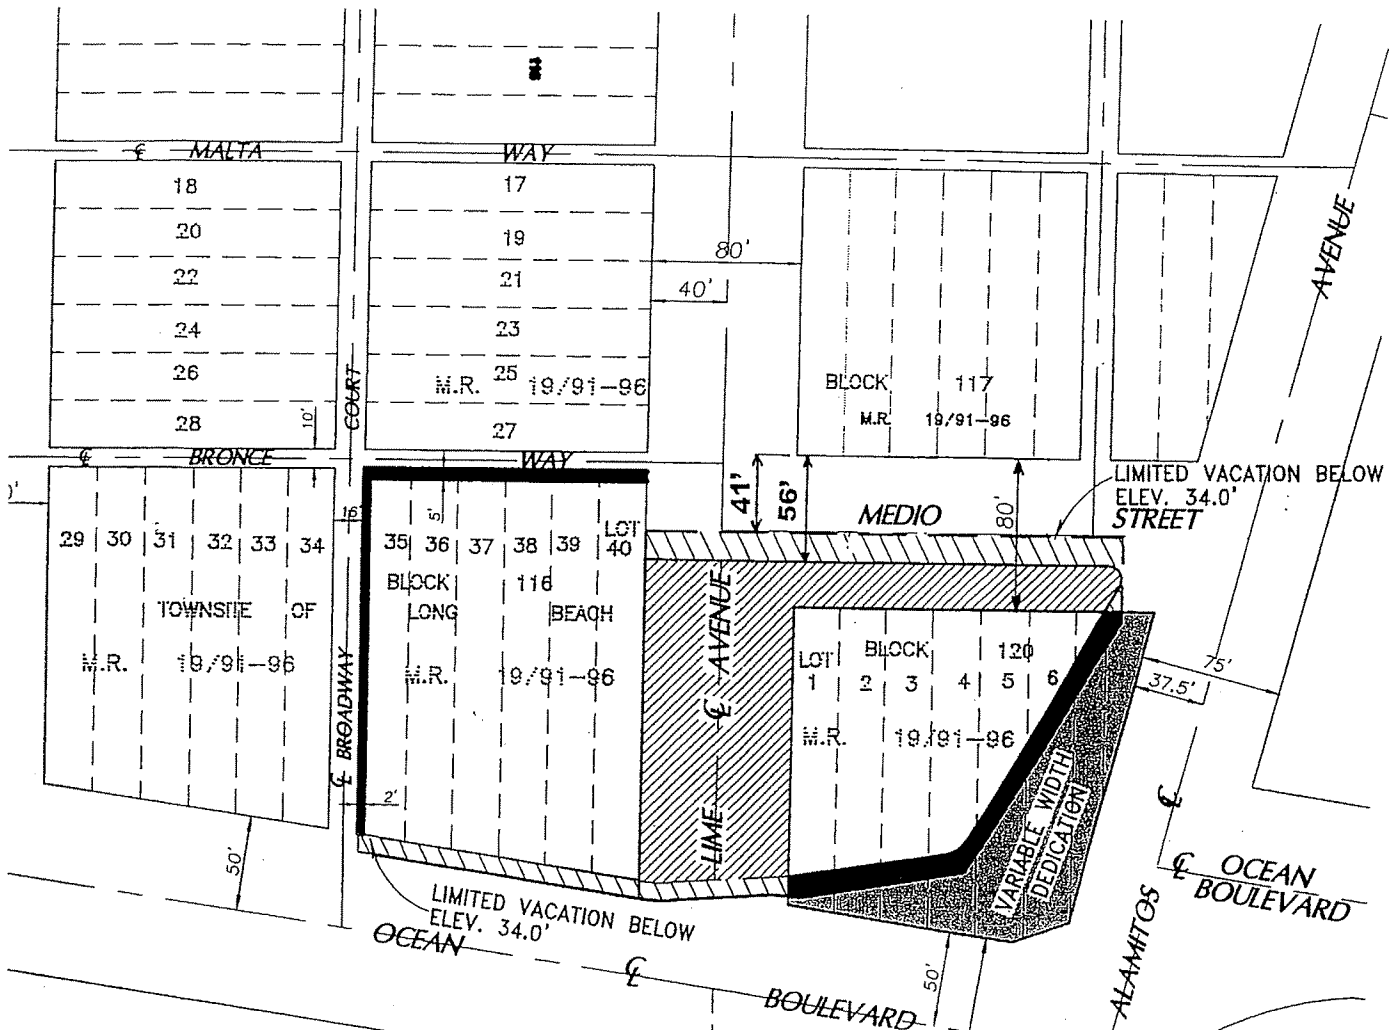 ℄ MALTA WAY
18
17
20
19
80'
22
21
40'
24
23
AVENUE
26
M.R. 25 19/91-96
BLOCK 117
COURT
M.R. 19/91-96
28
10'
27
℄ BRONCE WAY
LIMITED VACATION BELOW
ELEV. 34.0'
41'
56'
MEDIO
80'
STREET
16'
5'
29 30 31 32 33 34
35 36 37 38 39 LOT
40
BLOCK 116
TOWNSITE OF LONG BEACH
M.R. 19/91-96
M.R. 19/91-96
LIME ℄ AVENUE
BLOCK 120
LOT
1 2 3 4 5 6
M.R. 19/91-96
75'
37.5'
℄ BROADWAY
2'
VARIABLE WIDTH
DEDICATION
℄
50'
LIMITED VACATION BELOW
ELEV. 34.0'
℄ OCEAN
BOULEVARD
OCEAN ℄ BOULEVARD
50'
ALAMITOS